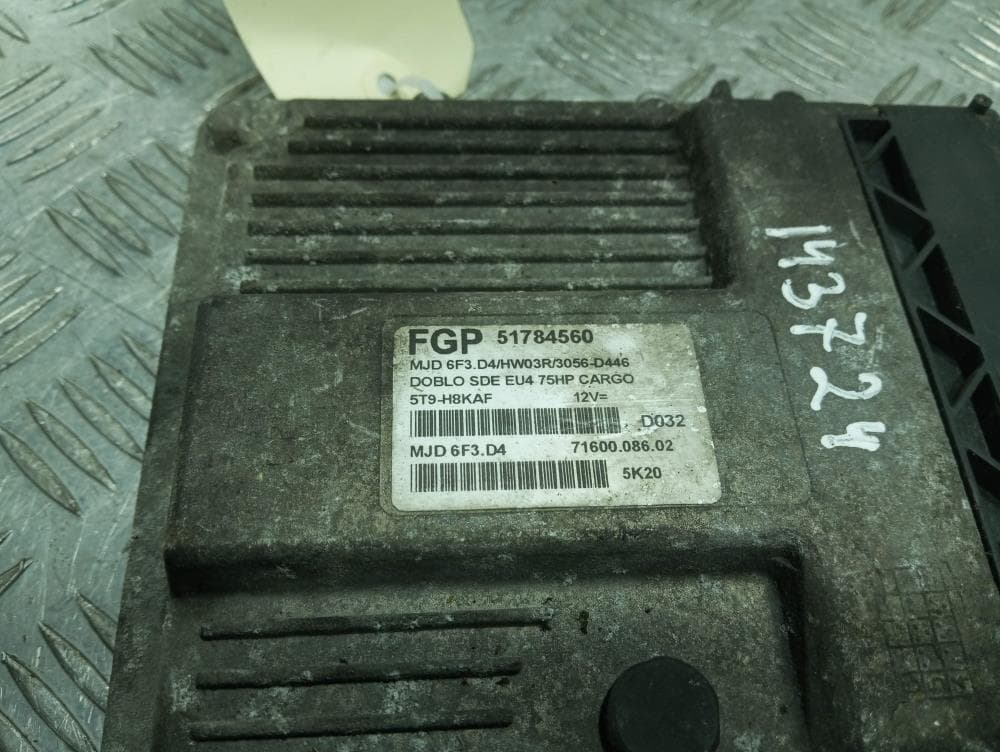 FGP 51784560
MJD 6F3.D4/HW03R/3056-D446
DOBLO SDE EU4 75HP CARGO
5T9-H8KAF 12V=
D032
MJD 6F3.D4 71600.086.02
5K20
143724